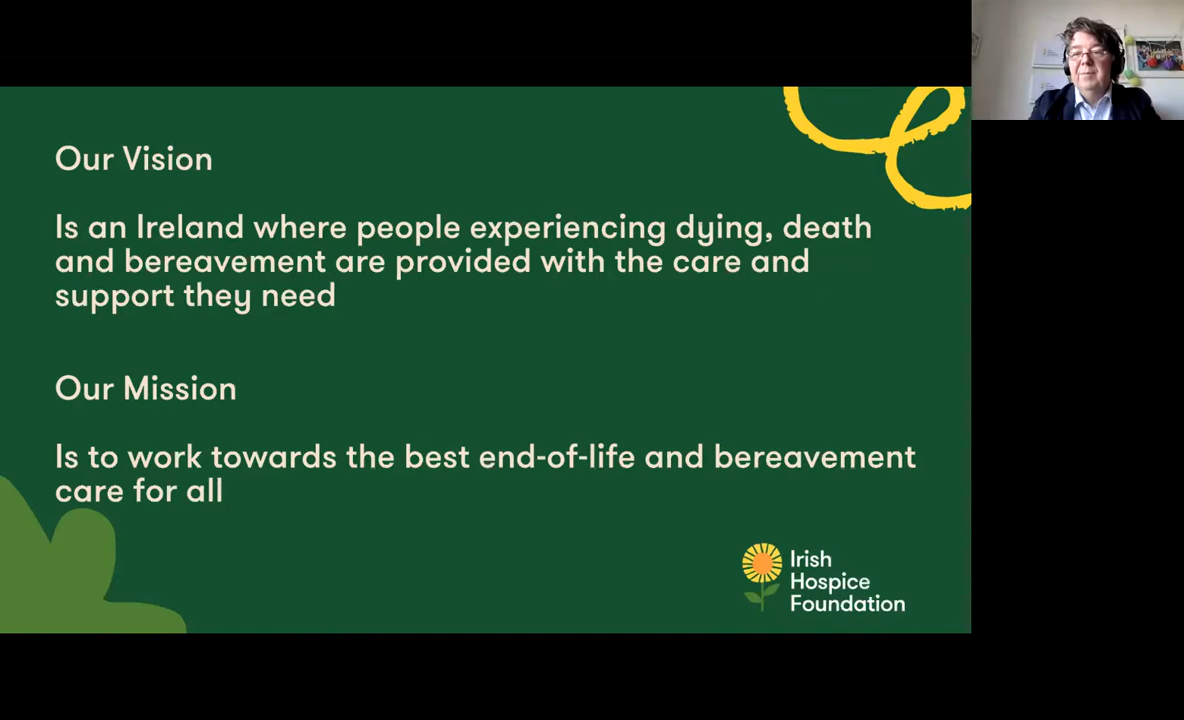 Our Vision
Is an Ireland where people experiencing dying, death
and bereavement are provided with the care and
support they need
Our Mission
Is to work towards the best end-of-life and bereavement
care for all
Irish
Hospice
Foundation